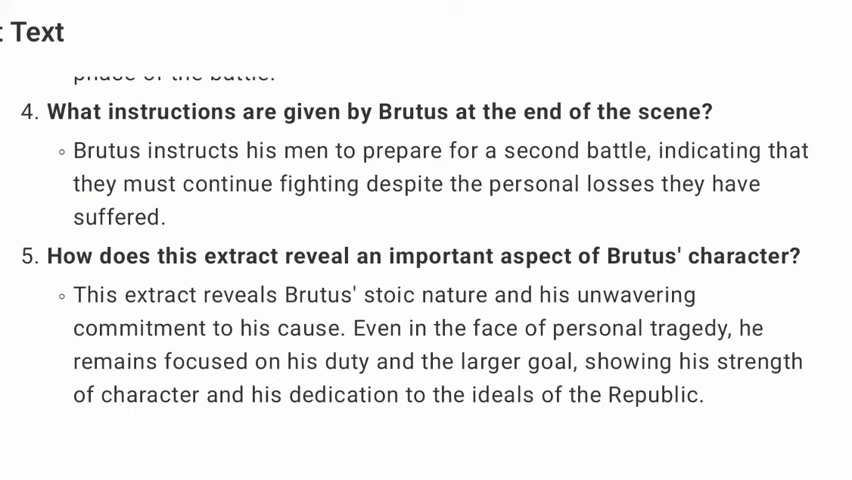 : Text
phase of the battle.
4. What instructions are given by Brutus at the end of the scene?
◦ Brutus instructs his men to prepare for a second battle, indicating that
they must continue fighting despite the personal losses they have
suffered.
5. How does this extract reveal an important aspect of Brutus' character?
◦ This extract reveals Brutus' stoic nature and his unwavering
commitment to his cause. Even in the face of personal tragedy, he
remains focused on his duty and the larger goal, showing his strength
of character and his dedication to the ideals of the Republic.